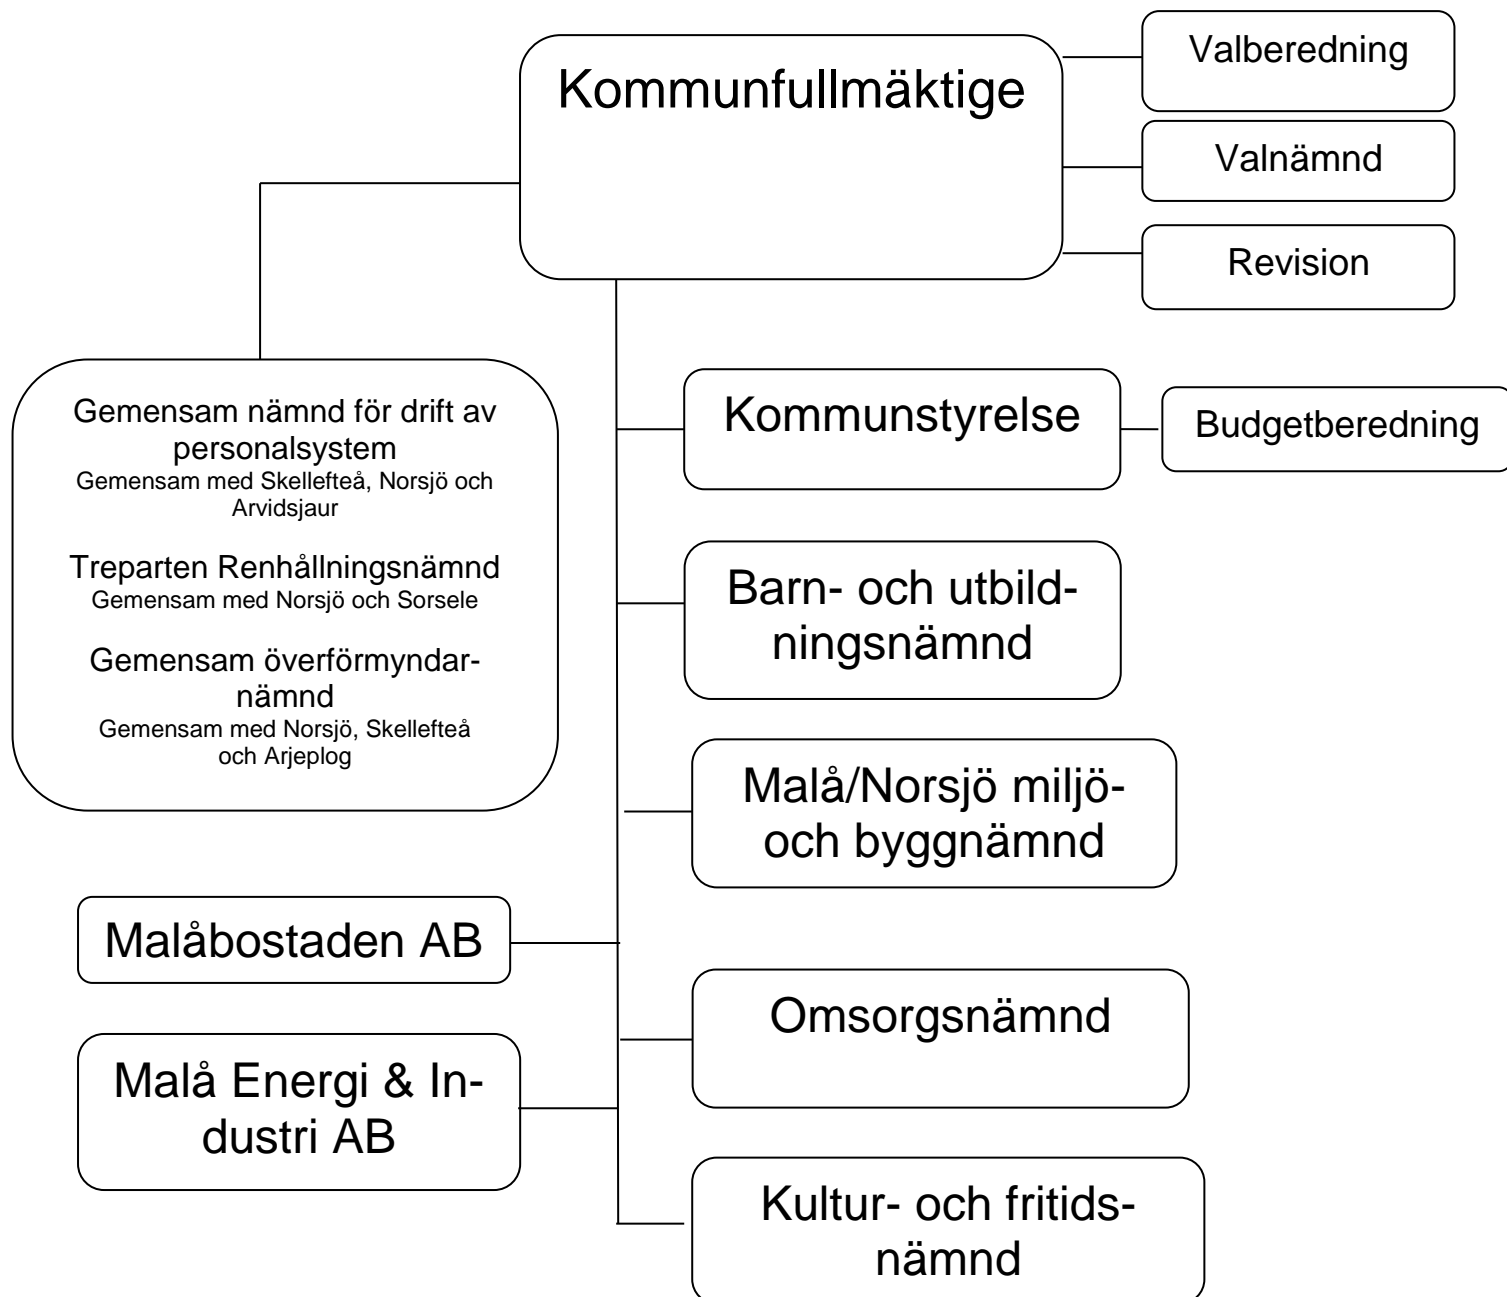 Kommunfullmäktige
Valberedning
Valnämnd
Revision
Gemensam nämnd för drift av
personalsystem
Gemensam med Skellefteå, Norsjö och
Arvidsjaur
Treparten Renhållningsnämnd
Gemensam med Norsjö och Sorsele
Gemensam överförmyndar-
nämnd
Gemensam med Norsjö, Skellefteå
och Arjeplog
Kommunstyrelse
Budgetberedning
Barn- och utbild-
ningsnämnd
Malå/Norsjö miljö-
och byggnämnd
Malåbostaden AB
Omsorgsnämnd
Malå Energi & In-
dustri AB
Kultur- och fritids-
nämnd